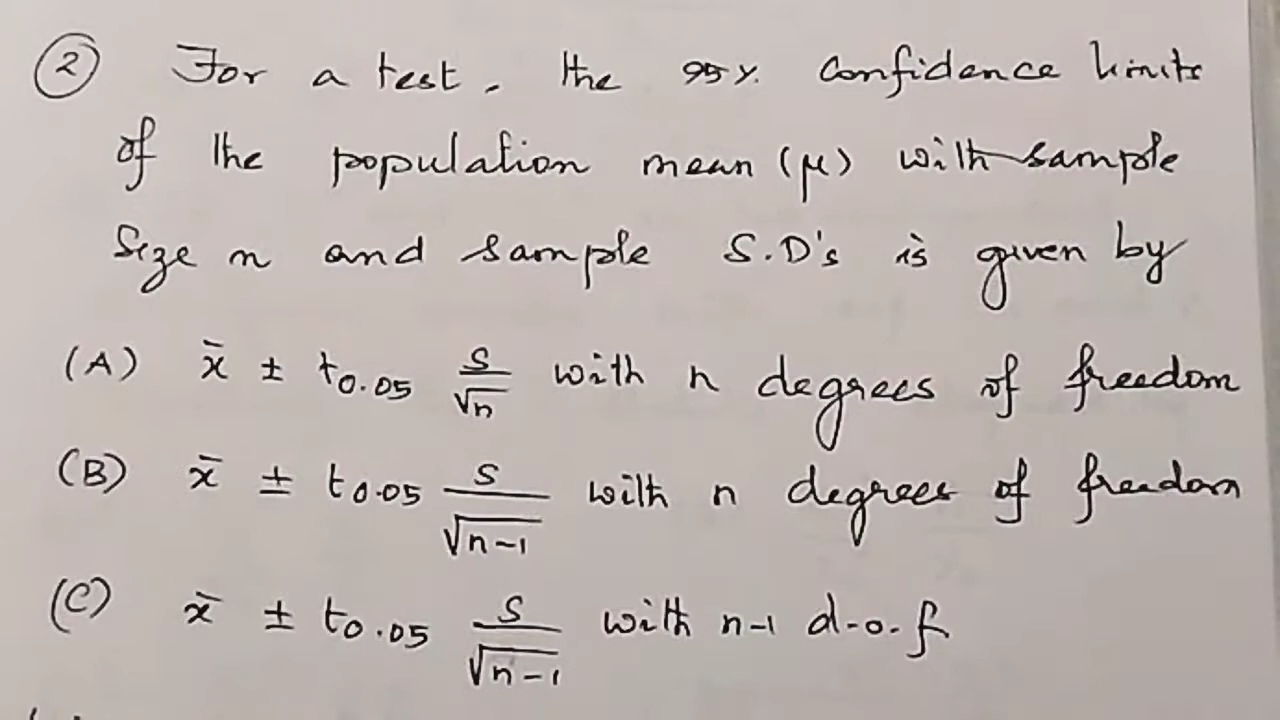 ② For a test, the 95% confidence limits
of the population mean (μ) with sample
Size n and sample S.D's is given by
(A) x̄ ± t0.05 s/√n with n degrees of freedom
(B) x̄ ± t0.05 s/√n-1 with n degrees of freedom
(C) x̄ ± t0.05 s/√n-1 with n-1 d.o.f